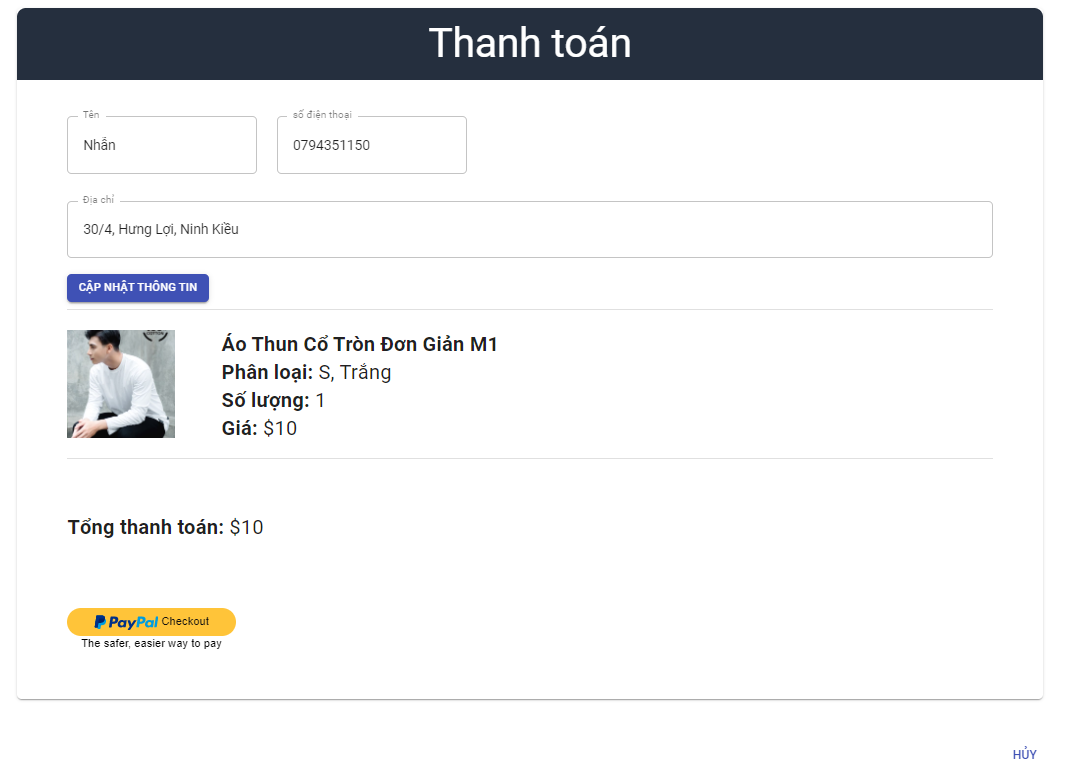 Thanh toán
Tên
số điện thoại
Nhẫn
0794351150
Địa chỉ
30/4, Hưng Lợi, Ninh Kiều
CẬP NHẬT THÔNG TIN
Áo Thun Cổ Tròn Đơn Giản M1
Phân loại: S, Trắng
Số lượng: 1
Giá: $10
Tổng thanh toán: $10
PayPal Checkout
The safer, easier way to pay
HỦY